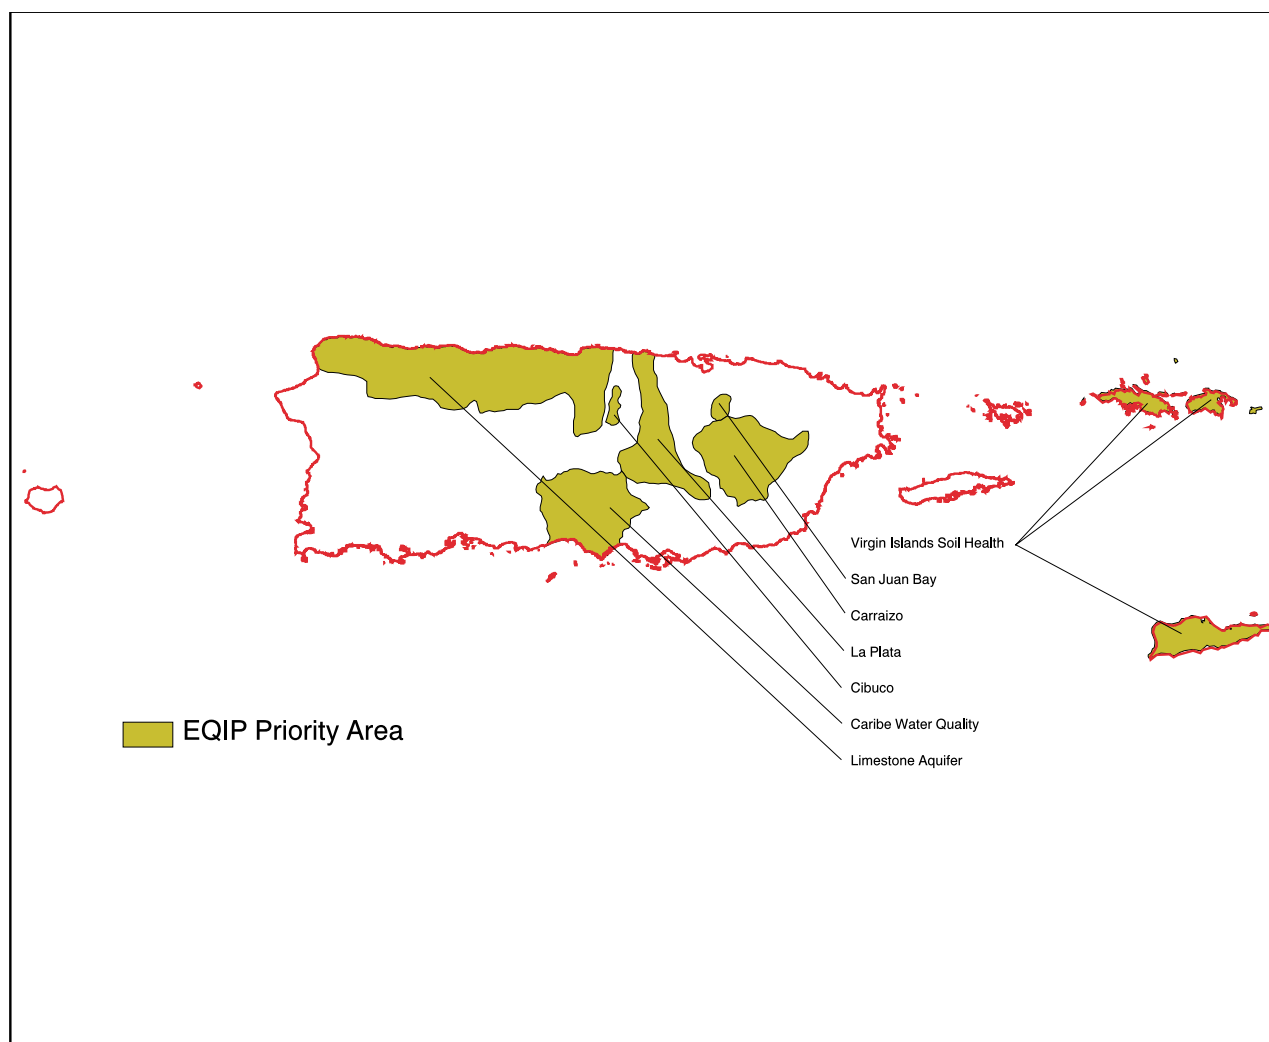 Virgin Islands Soil Health
San Juan Bay
Carraizo
La Plata
Cibuco
Caribe Water Quality
Limestone Aquifer
EQIP Priority Area